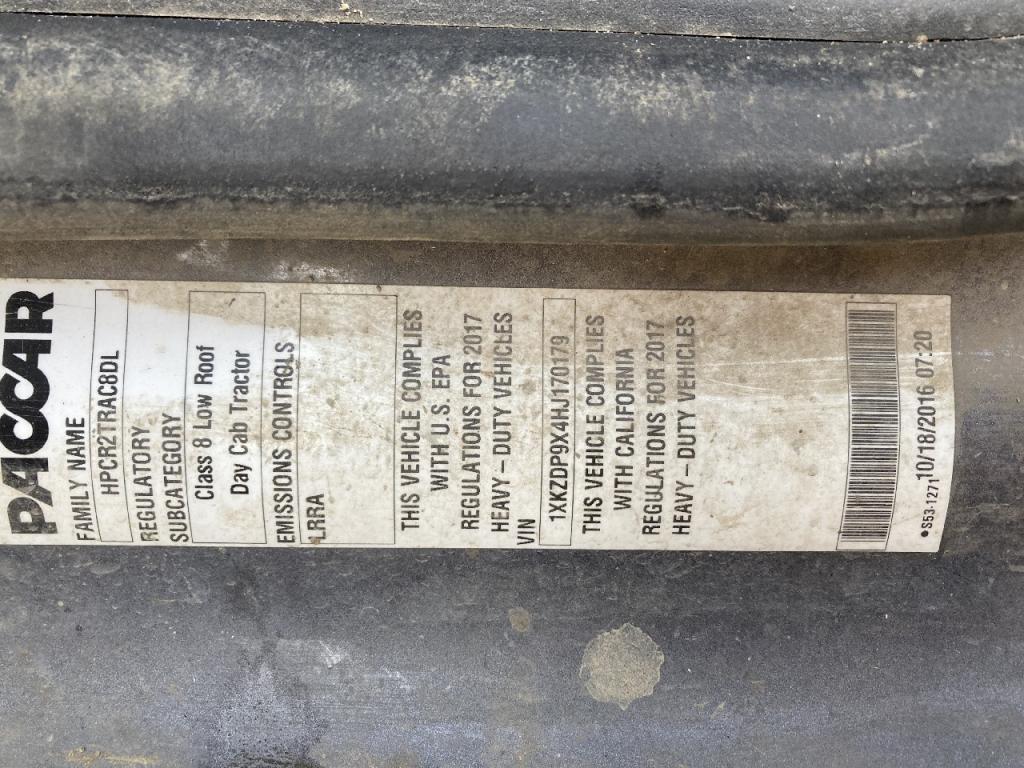 PACCAR
FAMILY NAME
HPCR2TRAC8DL
REGULATORY
SUBCATEGORY
Class 8 Low Roof
Day Cab Tractor
EMISSIONS CONTROLS
LRRA
THIS VEHICLE COMPLIES
WITH U.S. EPA
REGULATIONS FOR 2017
HEAVY-DUTY VEHICLES
VIN
1XKZDP9X4HJ170179
THIS VEHICLE COMPLIES
WITH CALIFORNIA
REGULATIONS FOR 2017
HEAVY-DUTY VEHICLES
•S53-1271 10/18/2016 07:20